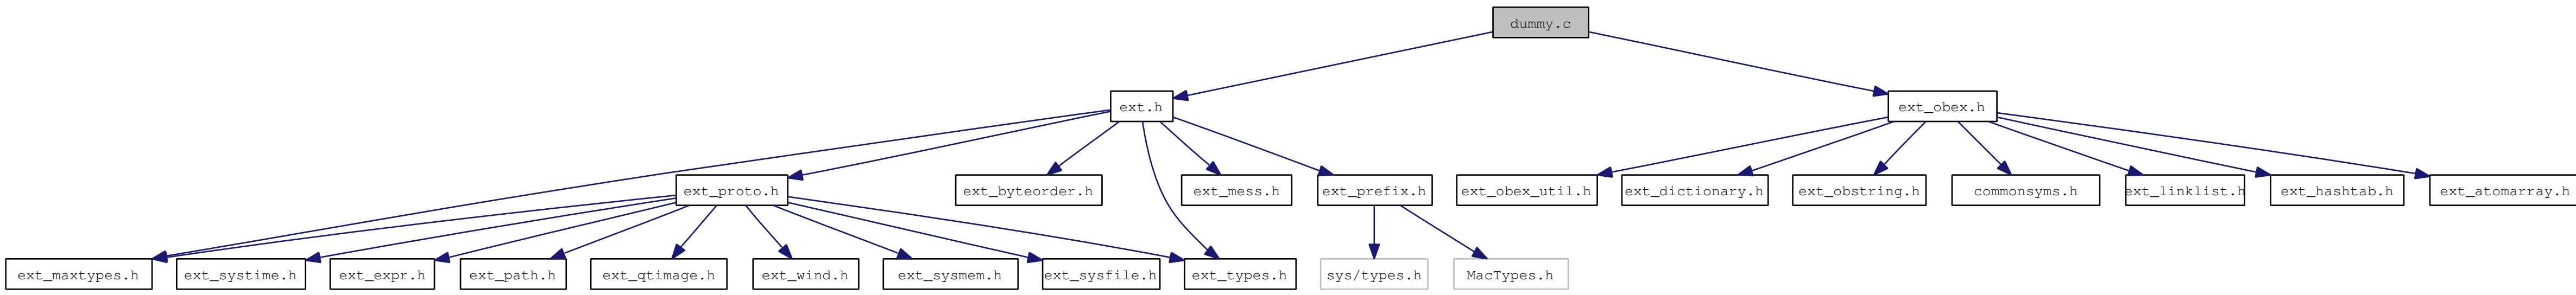 dummy.c
ext.h
ext_obex.h
ext_proto.h
ext_byteorder.h
ext_mess.h
ext_prefix.h
ext_obex_util.h
ext_dictionary.h
ext_obstring.h
commonsyms.h
ext_linklist.h
ext_hashtab.h
ext_atomarray.h
ext_maxtypes.h
ext_systime.h
ext_expr.h
ext_path.h
ext_qtimage.h
ext_wind.h
ext_sysmem.h
ext_sysfile.h
ext_types.h
sys/types.h
MacTypes.h